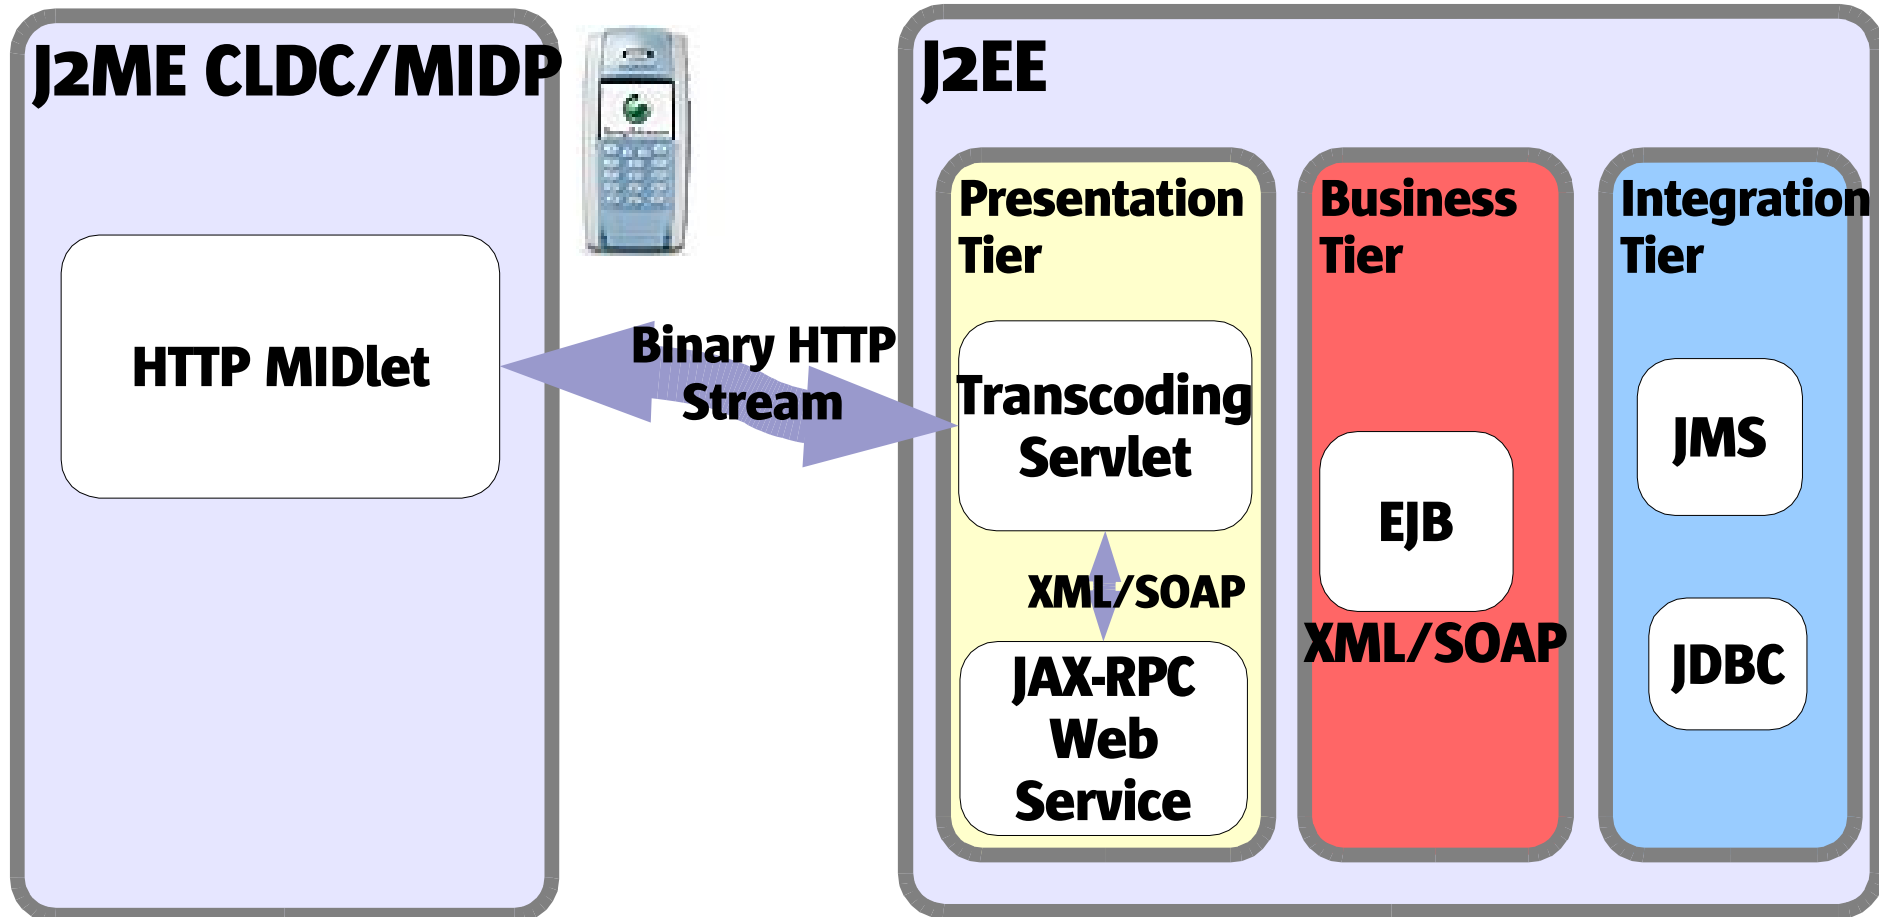 J2ME CLDC/MIDP
HTTP MIDlet
Binary HTTP
Stream
J2EE
Presentation
Tier
Transcoding
Servlet
XML/SOAP
JAX-RPC
Web
Service
Business
Tier
EJB
XML/SOAP
Integration
Tier
JMS
JDBC